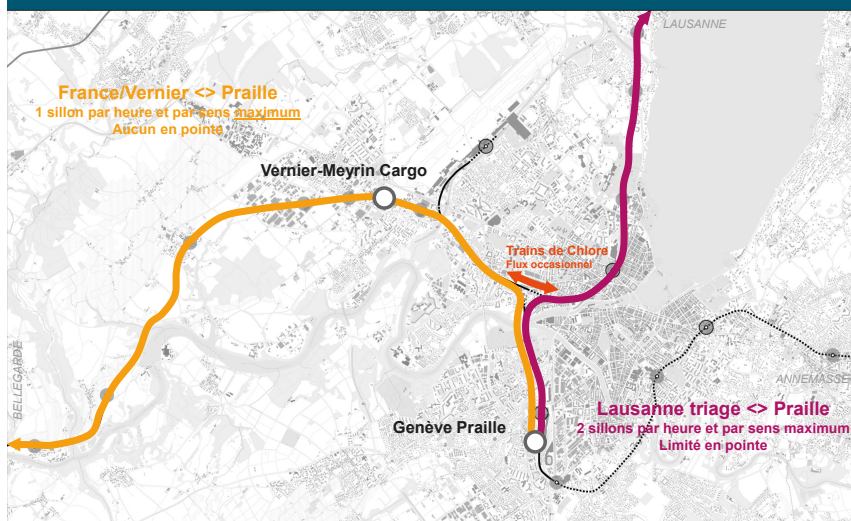 LAUSANNE
France/Vernier <> Praille
1 sillon par heure et par sens maximum
Aucun en pointe
Vernier-Meyrin Cargo
Trains de Chlore
Flux occasionnel
BELLEGARDE
ANNEMASSE
Lausanne triage <> Praille
2 sillons par heure et par sens maximum
Limité en pointe
Genève Praille